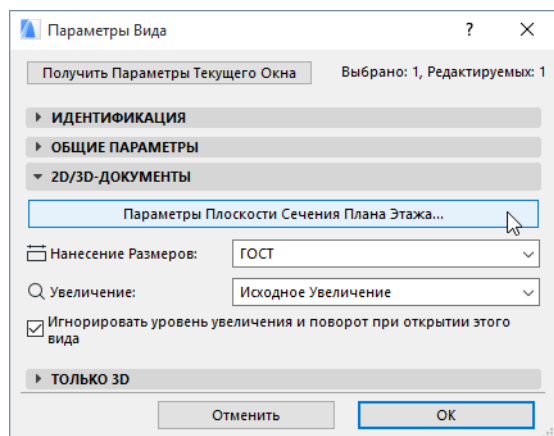 Параметры Вида
Получить Параметры Текущего Окна
Выбрано: 1, Редактируемых: 1
ИДЕНТИФИКАЦИЯ
ОБЩИЕ ПАРАМЕТРЫ
2D/3D-ДОКУМЕНТЫ
Параметры Плоскости Сечения Плана Этажа...
Нанесение Размеров: ГОСТ
Увеличение: Исходное Увеличение
Игнорировать уровень увеличения и поворот при открытии этого
вида
ТОЛЬКО 3D
Отменить
ОК